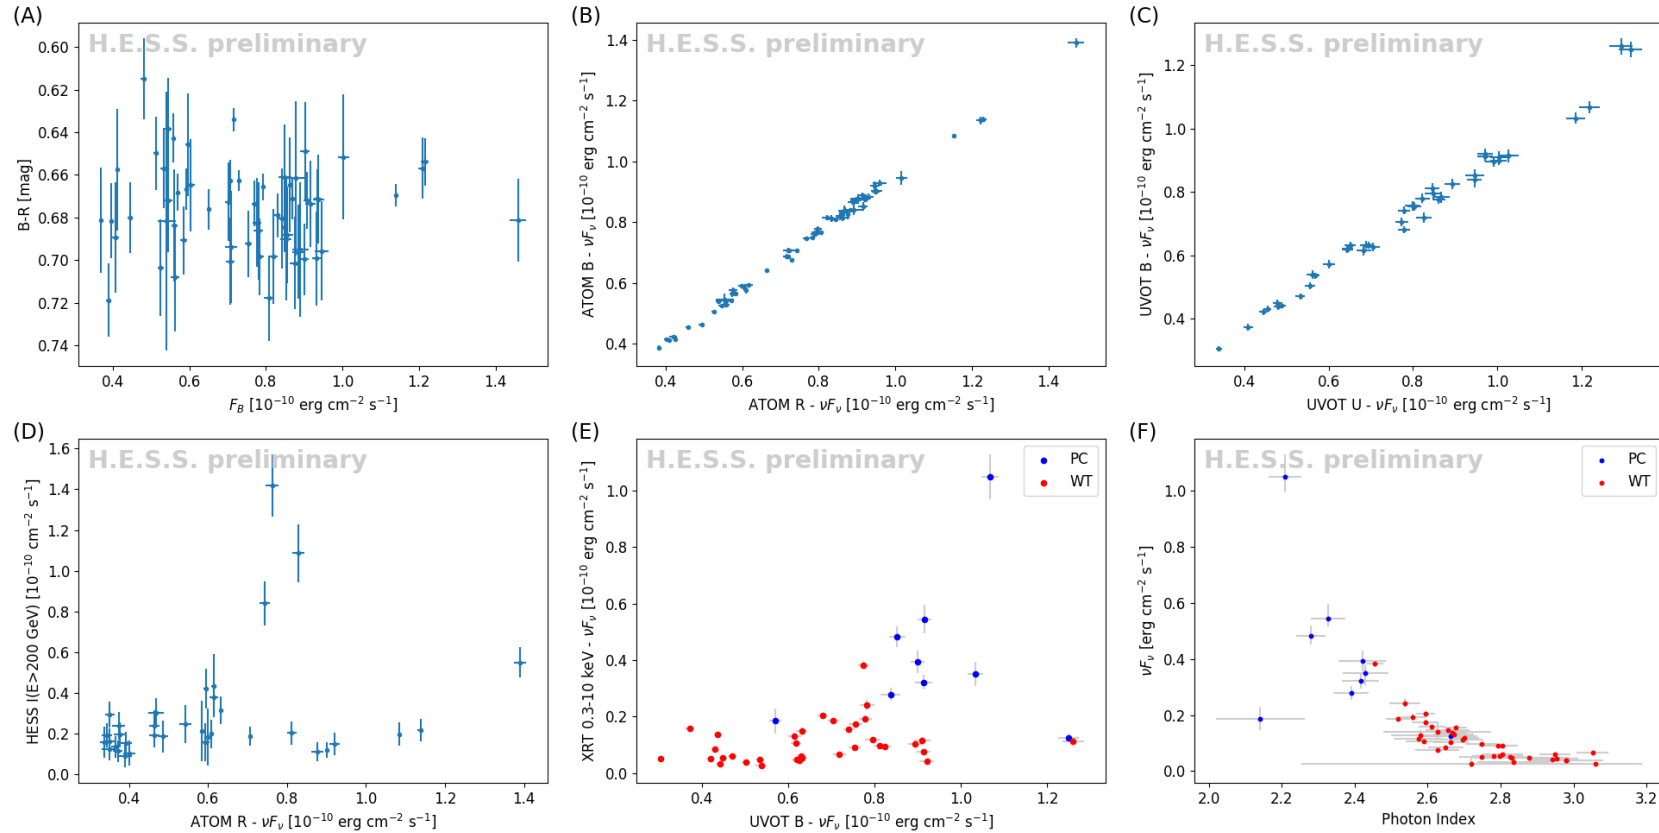 (A)
H.E.S.S. preliminary
0.60
0.62
0.64
0.66
0.68
0.70
0.72
0.74
B-R [mag]
0.4 0.6 0.8 1.0 1.2 1.4
F_B [10⁻¹⁰ erg cm⁻² s⁻¹]
(B)
H.E.S.S. preliminary
1.4
1.2
1.0
0.8
0.6
0.4
ATOM B - νFᵥ [10⁻¹⁰ erg cm⁻² s⁻¹]
0.4 0.6 0.8 1.0 1.2 1.4
ATOM R - νFᵥ [10⁻¹⁰ erg cm⁻² s⁻¹]
(C)
H.E.S.S. preliminary
1.2
1.0
0.8
0.6
0.4
UVOT B - νFᵥ [10⁻¹⁰ erg cm⁻² s⁻¹]
0.4 0.6 0.8 1.0 1.2
UVOT U - νFᵥ [10⁻¹⁰ erg cm⁻² s⁻¹]
(D)
H.E.S.S. preliminary
1.6
1.4
1.2
1.0
0.8
0.6
0.4
0.2
0.0
HESS I(E>200 GeV) [10⁻¹⁰ cm⁻² s⁻¹]
0.4 0.6 0.8 1.0 1.2 1.4
ATOM R - νFᵥ [10⁻¹⁰ erg cm⁻² s⁻¹]
(E)
H.E.S.S. preliminary
PC
WT
1.0
0.8
0.6
0.4
0.2
0.0
XRT 0.3-10 keV - νFᵥ [10⁻¹⁰ erg cm⁻² s⁻¹]
0.4 0.6 0.8 1.0 1.2
UVOT B - νFᵥ [10⁻¹⁰ erg cm⁻² s⁻¹]
(F)
H.E.S.S. preliminary
PC
WT
1.0
0.8
0.6
0.4
0.2
0.0
νFᵥ [erg cm⁻² s⁻¹]
2.0 2.2 2.4 2.6 2.8 3.0 3.2
Photon Index